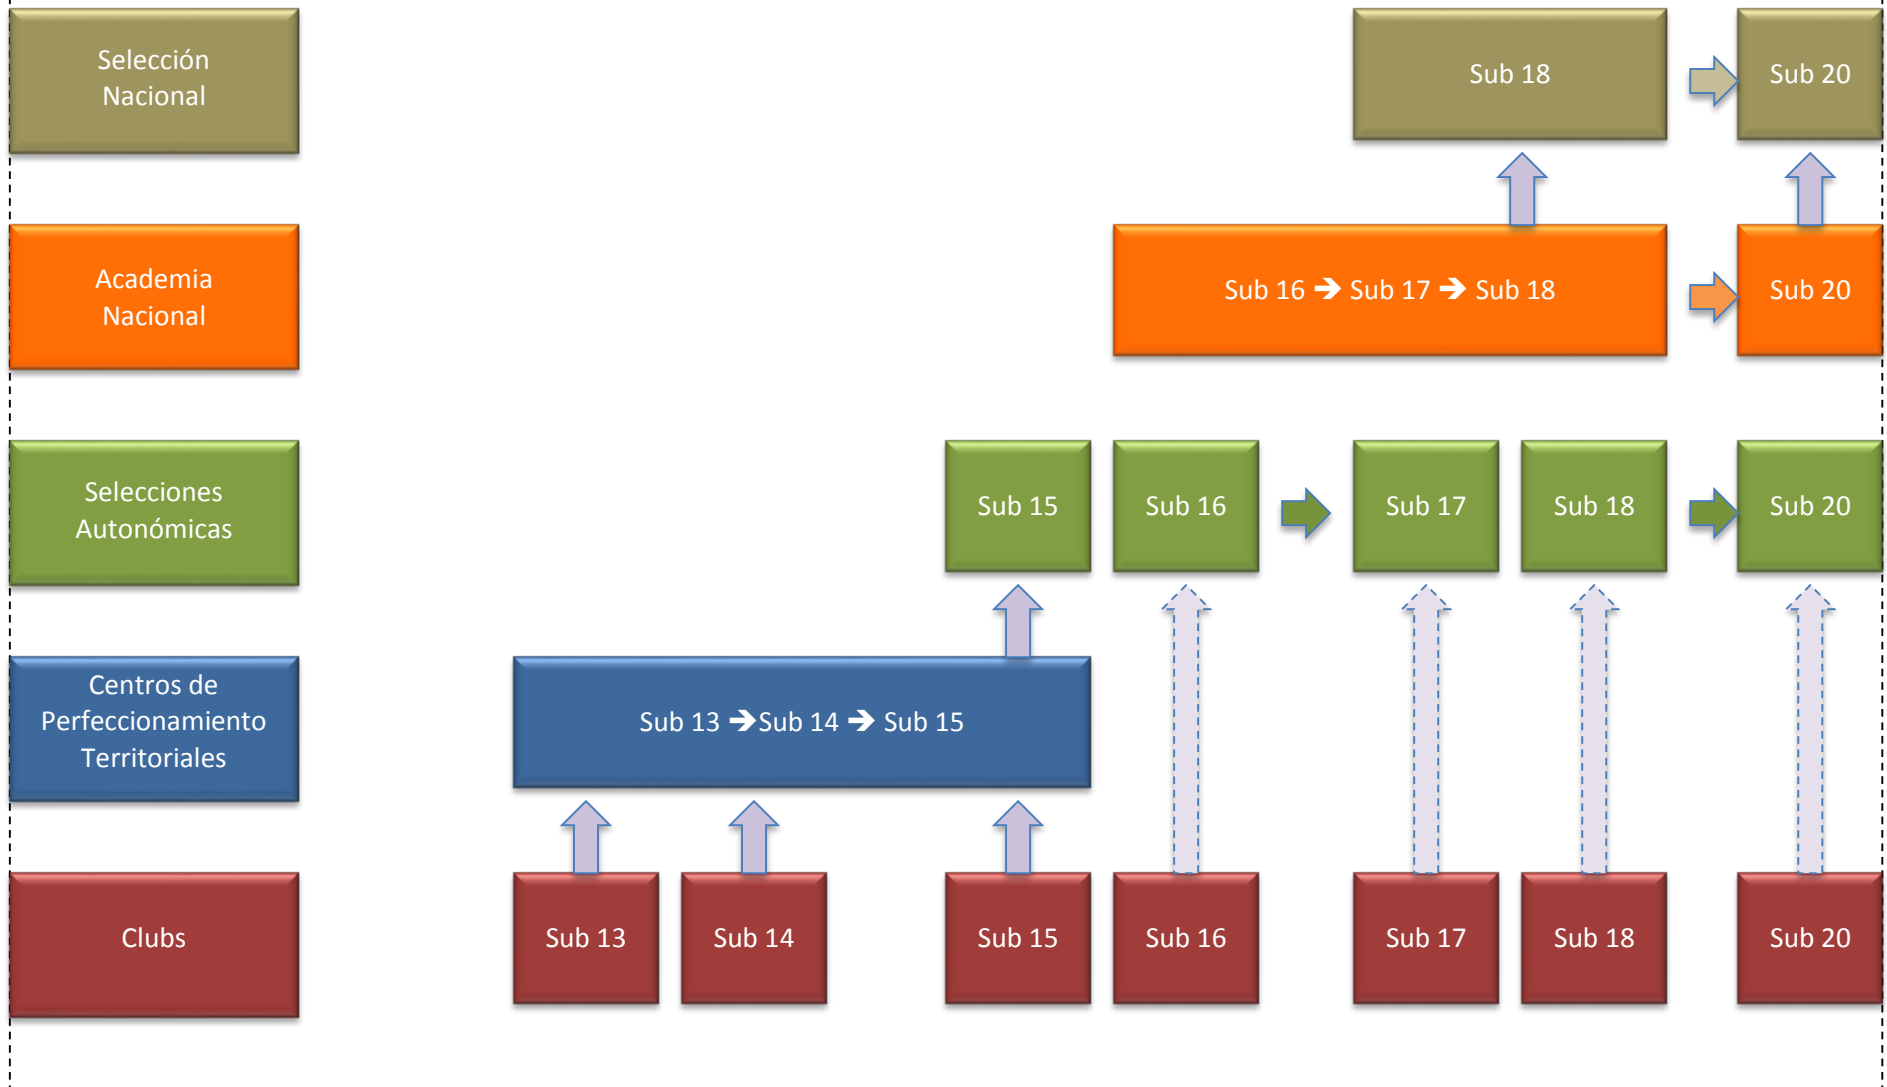 Selección
Nacional
Sub 18
Sub 20
Academia
Nacional
Sub 16 ➔ Sub 17 ➔ Sub 18
Sub 20
Selecciones
Autonómicas
Sub 15
Sub 16
Sub 17
Sub 18
Sub 20
Centros de
Perfeccionamiento
Territoriales
Sub 13 ➔Sub 14 ➔ Sub 15
Clubs
Sub 13
Sub 14
Sub 15
Sub 16
Sub 17
Sub 18
Sub 20